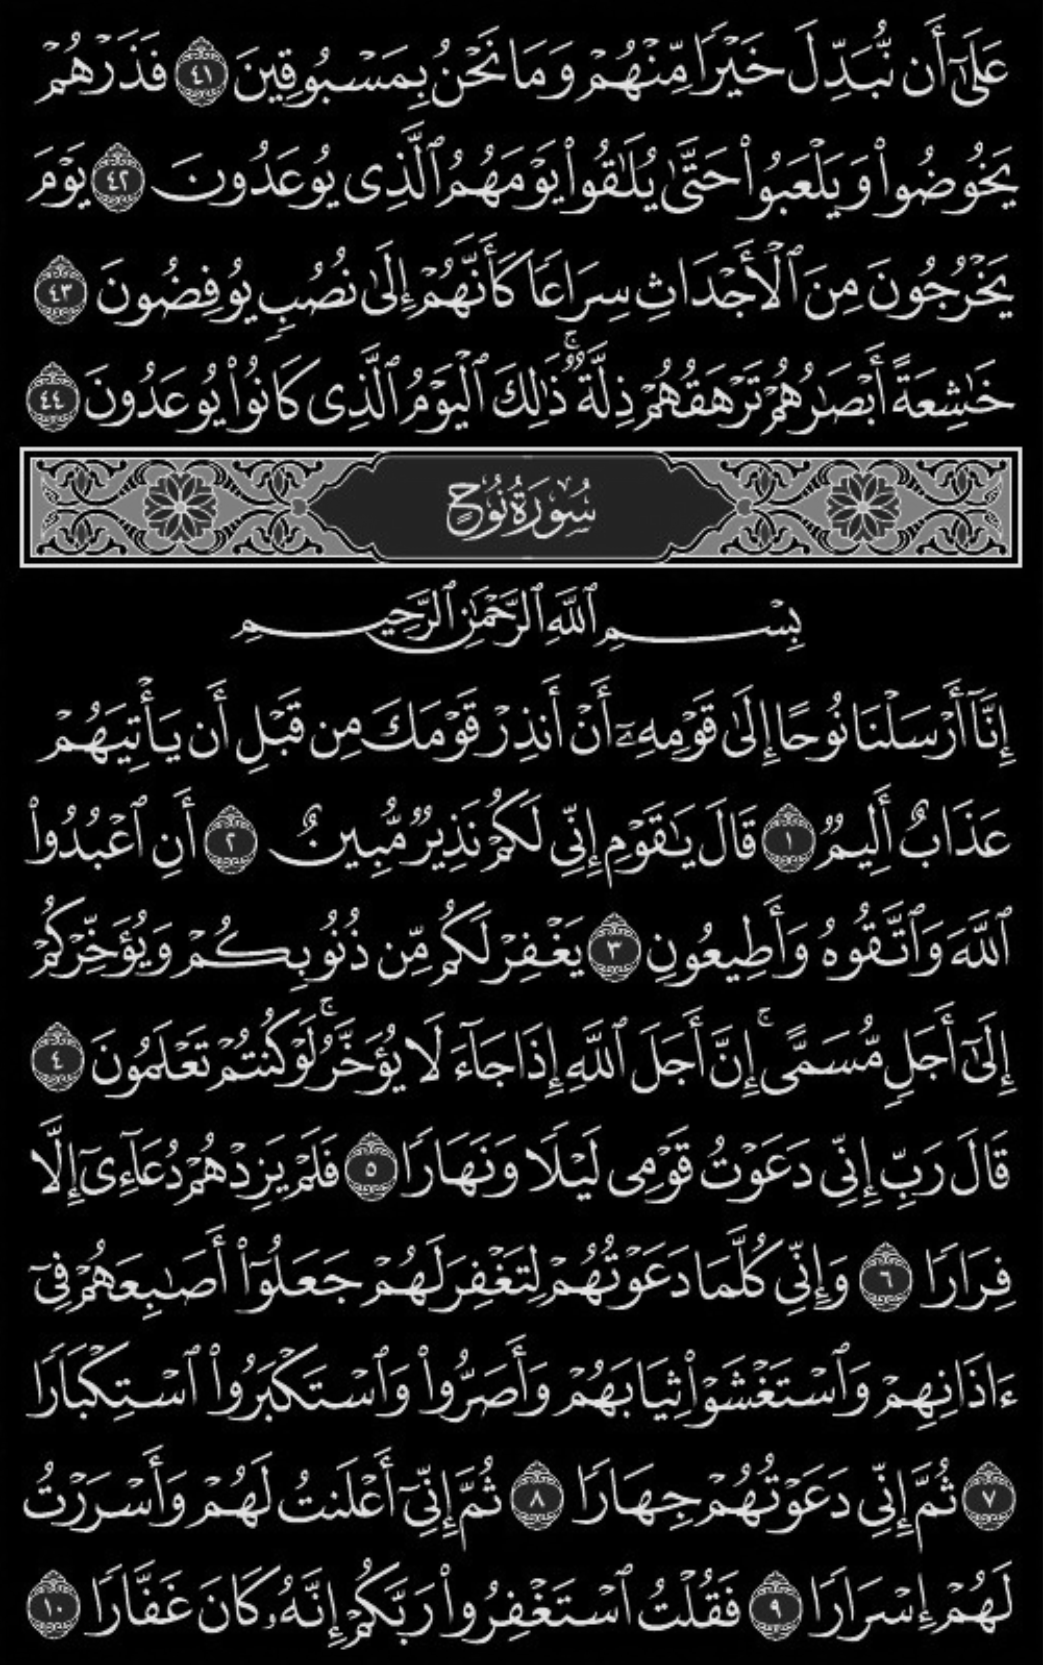 عَلَىٰٓ أَن نُّبَدِّلَ خَيْرًا مِّنْهُمْ وَمَا نَحْنُ بِمَسْبُوقِينَ ٤١ فَذَرْهُمْ
يَخُوضُوا۟ وَيَلْعَبُوا۟ حَتَّىٰ يُلَـٰقُوا۟ يَوْمَهُمُ ٱلَّذِى يُوعَدُونَ ٤٢ يَوْمَ
يَخْرُجُونَ مِنَ ٱلْأَجْدَاثِ سِرَاعًا كَأَنَّهُمْ إِلَىٰ نُصُبٍ يُوفِضُونَ ٤٣
خَـٰشِعَةً أَبْصَـٰرُهُمْ تَرْهَقُهُمْ ذِلَّةٌ ۚ ذَٰلِكَ ٱلْيَوْمُ ٱلَّذِى كَانُوا۟ يُوعَدُونَ ٤٤
سُورَةُ نُوحٍ
بِسْمِ ٱللَّهِ ٱلرَّحْمَـٰنِ ٱلرَّحِيمِ
إِنَّآ أَرْسَلْنَا نُوحًا إِلَىٰ قَوْمِهِۦٓ أَنْ أَنذِرْ قَوْمَكَ مِن قَبْلِ أَن يَأْتِيَهُمْ
عَذَابٌ أَلِيمٌ ١ قَالَ يَـٰقَوْمِ إِنِّى لَكُمْ نَذِيرٌ مُّبِينٌ ٢ أَنِ ٱعْبُدُوا۟
ٱللَّهَ وَٱتَّقُوهُ وَأَطِيعُونِ ٣ يَغْفِرْ لَكُم مِّن ذُنُوبِكُمْ وَيُؤَخِّرْكُمْ
إِلَىٰٓ أَجَلٍ مُّسَمًّى ۚ إِنَّ أَجَلَ ٱللَّهِ إِذَا جَآءَ لَا يُؤَخَّرُ ۖ لَوْ كُنتُمْ تَعْلَمُونَ ٤
قَالَ رَبِّ إِنِّى دَعَوْتُ قَوْمِى لَيْلًا وَنَهَارًا ٥ فَلَمْ يَزِدْهُمْ دُعَآءِىٓ إِلَّا
فِرَارًا ٦ وَإِنِّى كُلَّمَا دَعَوْتُهُمْ لِتَغْفِرَ لَهُمْ جَعَلُوٓا۟ أَصَـٰبِعَهُمْ فِىٓ
ءَاذَانِهِمْ وَٱسْتَغْشَوْا۟ ثِيَابَهُمْ وَأَصَرُّوا۟ وَٱسْتَكْبَرُوا۟ ٱسْتِكْبَارًا
٧ ثُمَّ إِنِّى دَعَوْتُهُمْ جِهَارًا ٨ ثُمَّ إِنِّىٓ أَعْلَنتُ لَهُمْ وَأَسْرَرْتُ
لَهُمْ إِسْرَارًا ٩ فَقُلْتُ ٱسْتَغْفِرُوا۟ رَبَّكُمْ إِنَّهُۥ كَانَ غَفَّارًا ١٠